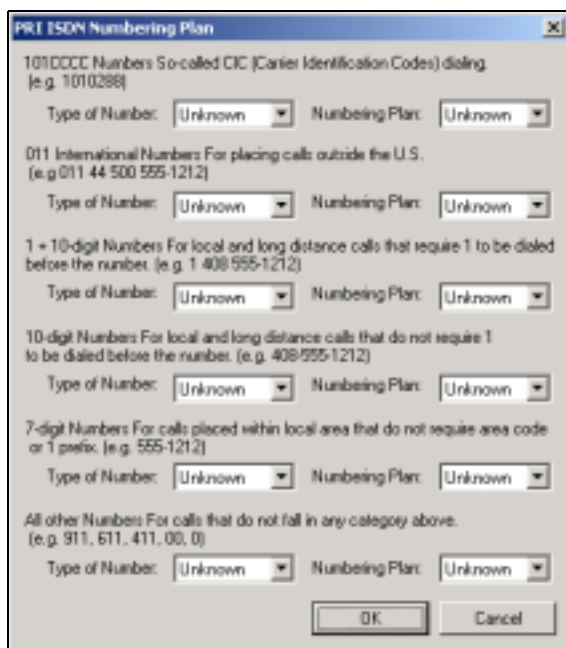 PRI ISDN Numbering Plan
101CCCC Numbers So-called CIC (Carrier Identification Codes) dialing.
(e.g. 1010288)
Type of Number: Unknown Numbering Plan: Unknown
011 International Numbers For placing calls outside the U.S.
(e.g 011 44 500 555-1212)
Type of Number: Unknown Numbering Plan: Unknown
1 + 10-digit Numbers For local and long distance calls that require 1 to be dialed
before the number. (e.g. 1 408 555-1212)
Type of Number: Unknown Numbering Plan: Unknown
10-digit Numbers For local and long distance calls that do not require 1
to be dialed before the number. (e.g. 408-555-1212)
Type of Number: Unknown Numbering Plan: Unknown
7-digit Numbers For calls placed within local area that do not require area code
or 1 prefix. (e.g. 555-1212)
Type of Number: Unknown Numbering Plan: Unknown
All other Numbers For calls that do not fall in any category above.
(e.g. 911, 611, 411, 00, 0)
Type of Number: Unknown Numbering Plan: Unknown
OK Cancel